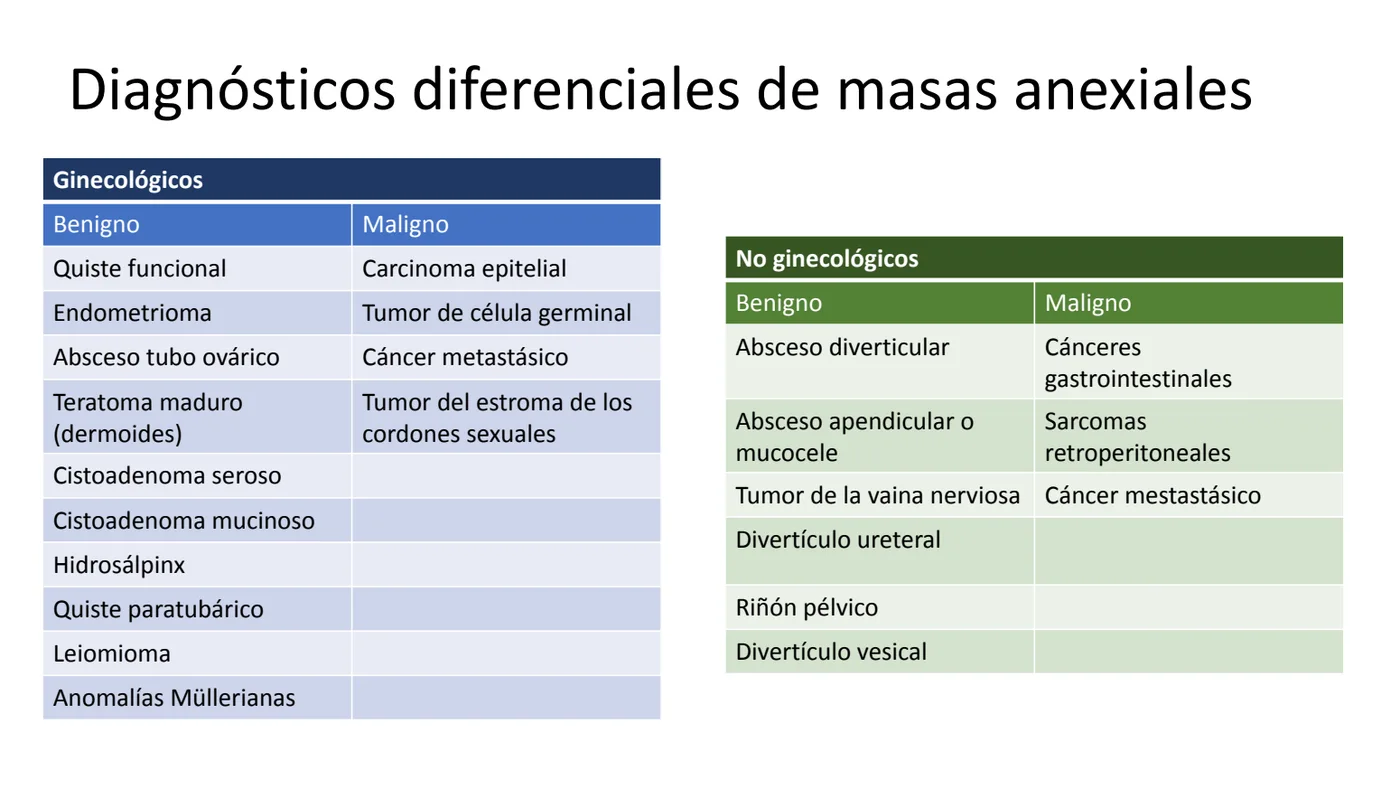 Diagnósticos diferenciales de masas anexiales
Ginecológicos
Benigno Maligno
Quiste funcional Carcinoma epitelial
Endometrioma Tumor de célula germinal
Absceso tubo ovárico Cáncer metastásico
Teratoma maduro Tumor del estroma de los
(dermoides) cordones sexuales
Cistoadenoma seroso
Cistoadenoma mucinoso
Hidrosálpinx
Quiste paratubárico
Leiomioma
Anomalías Müllerianas
No ginecológicos
Benigno Maligno
Absceso diverticular Cánceres
gastrointestinales
Absceso apendicular o Sarcomas
mucocele retroperitoneales
Tumor de la vaina nerviosa Cáncer mestastásico
Divertículo ureteral
Riñón pélvico
Divertículo vesical